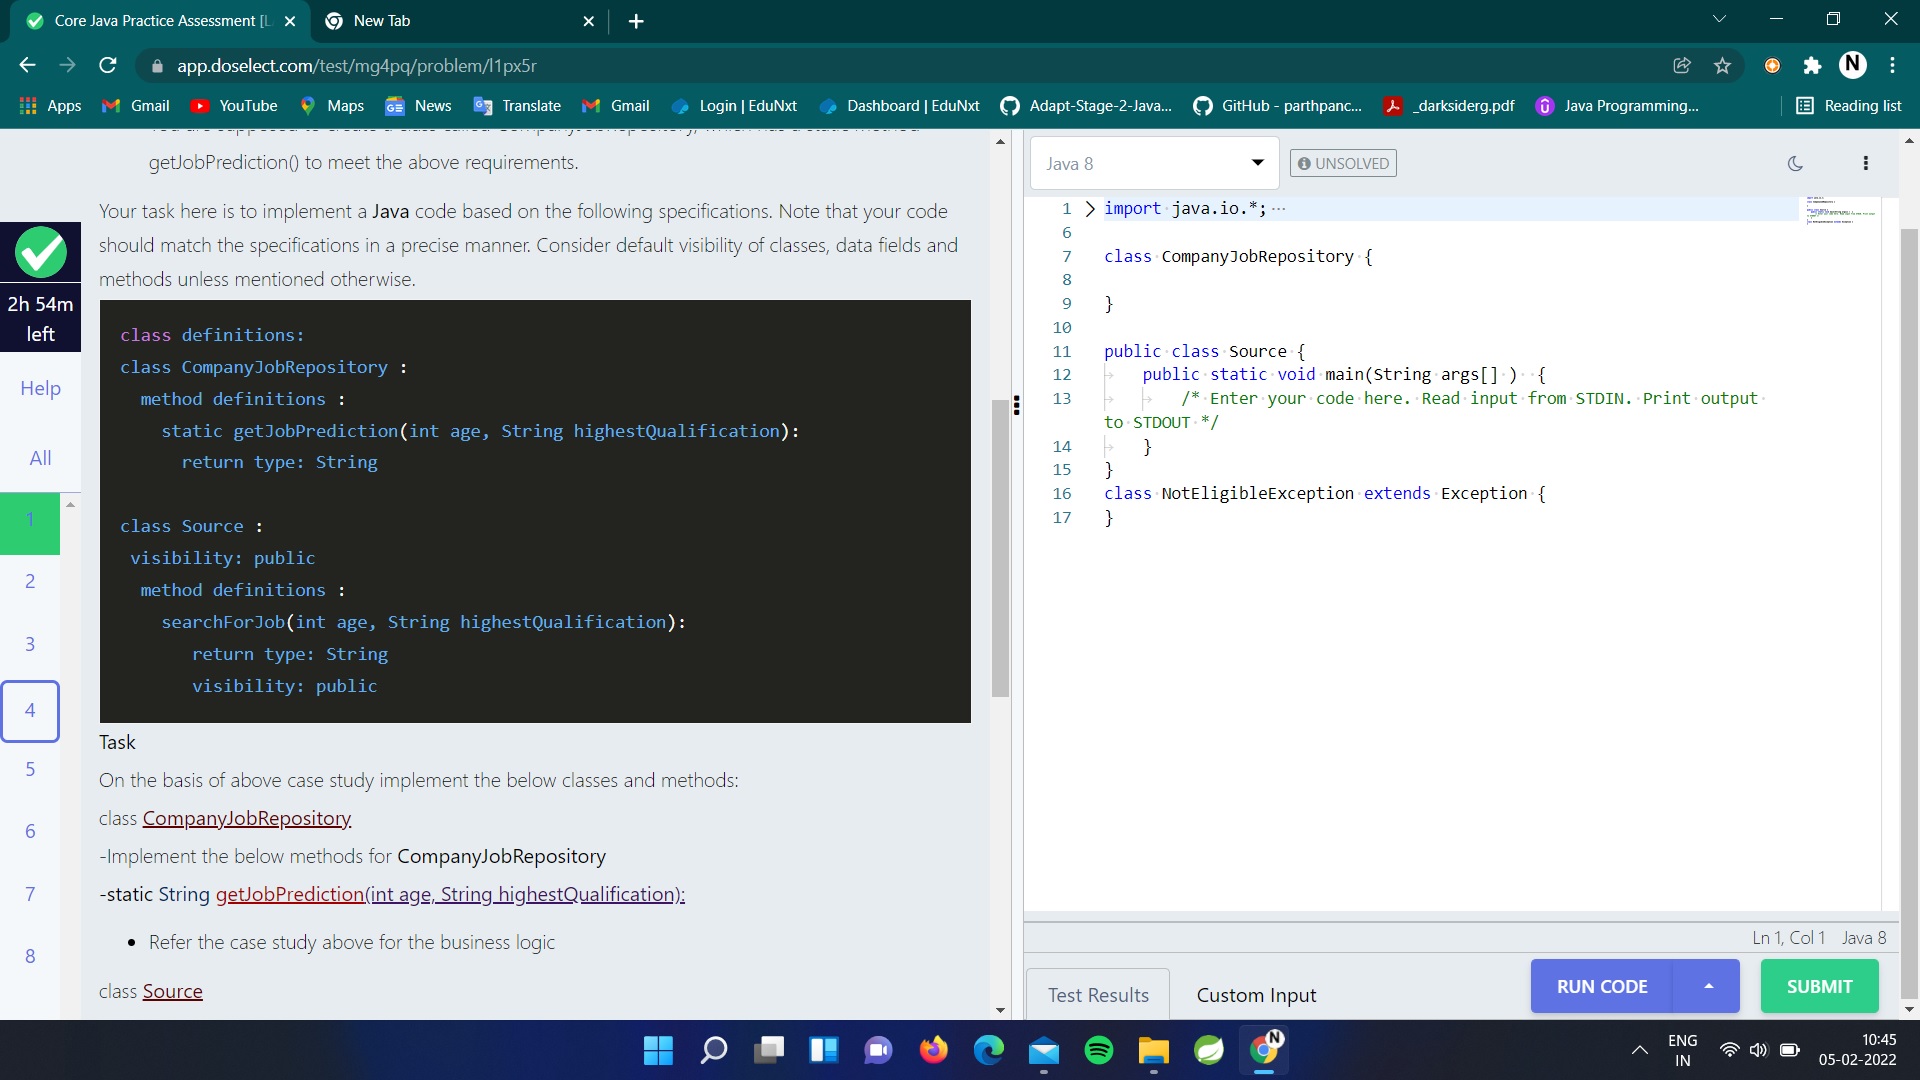 Core Java Practice Assessment [L
New Tab
app.doselect.com/test/mg4pq/problem/l1px5r
N
Apps
Gmail
YouTube
Maps
News
Translate
Gmail
Login | EduNxt
Dashboard | EduNxt
Adapt-Stage-2-Java...
GitHub - parthpanc...
_darksiderg.pdf
Java Programming...
Reading list
You are supposed to create a class called CompanyJobRepository, which has a static method
getJobPrediction() to meet the above requirements.
Your task here is to implement a Java code based on the following specifications. Note that your code
should match the specifications in a precise manner. Consider default visibility of classes, data fields and
methods unless mentioned otherwise.
class definitions:
class CompanyJobRepository :
method definitions :
static getJobPrediction(int age, String highestQualification):
return type: String
class Source :
visibility: public
method definitions :
searchForJob(int age, String highestQualification):
return type: String
visibility: public
Task
On the basis of above case study implement the below classes and methods:
class CompanyJobRepository
-Implement the below methods for CompanyJobRepository
-static String getJobPrediction(int age, String highestQualification):
• Refer the case study above for the business logic
class Source
2h 54m
left
Help
All
1
2
3
4
5
6
7
8
Java 8
UNSOLVED
1 import java.io.*; ...
6
7 class CompanyJobRepository {
8
9 }
10
11 public class Source {
12 public static void main(String args[] ) {
13 /* Enter your code here. Read input from STDIN. Print output
to STDOUT */
14 }
15 }
16 class NotEligibleException extends Exception {
17 }
Ln 1, Col 1 Java 8
Test Results
Custom Input
RUN CODE
SUBMIT
N
ENG
IN
10:45
05-02-2022